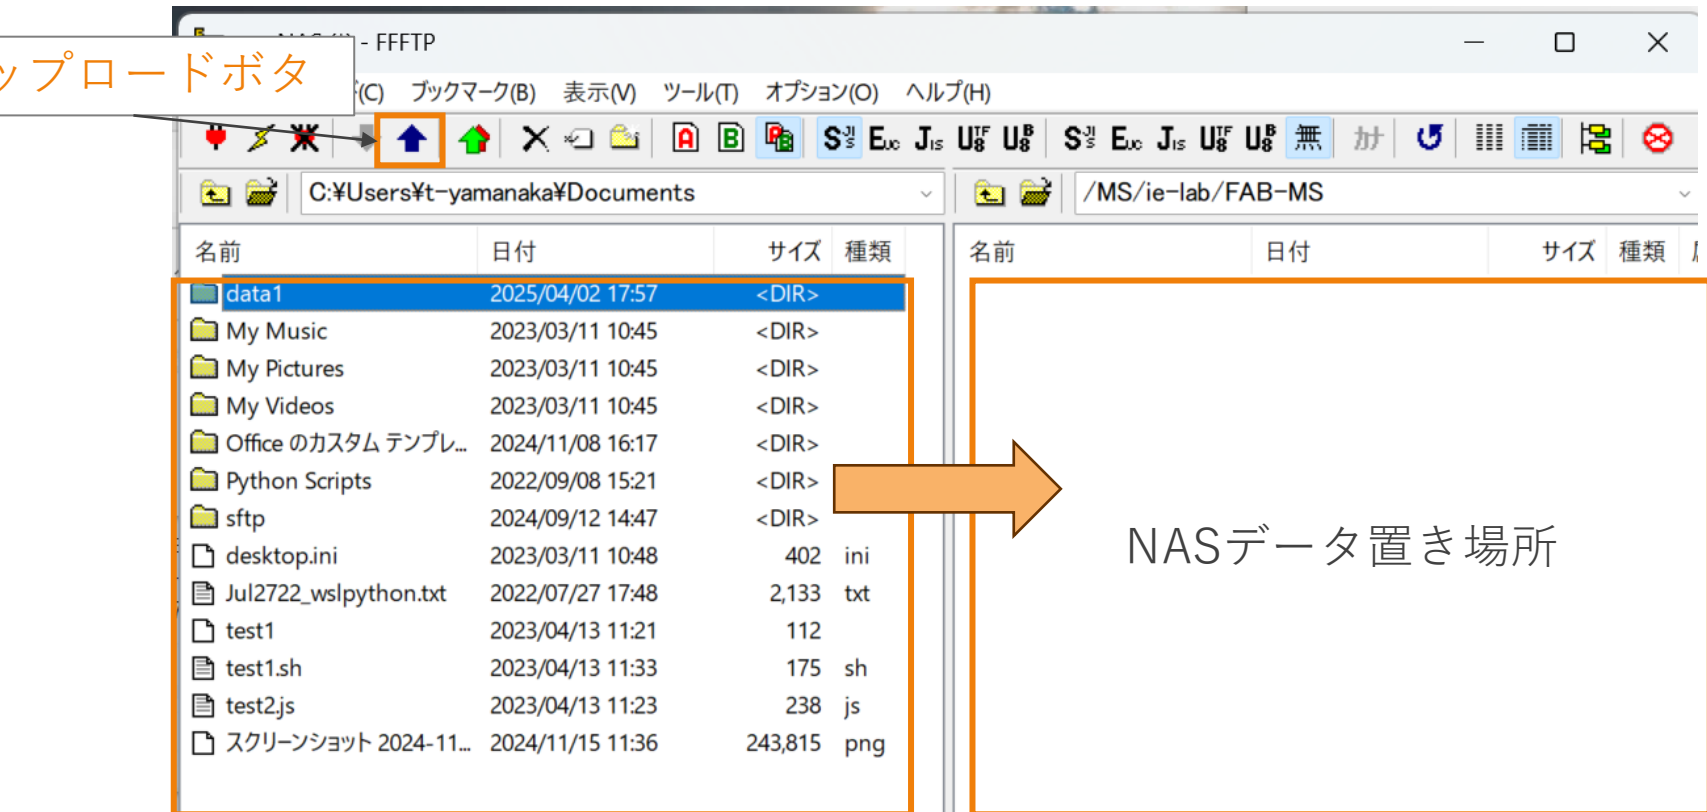 - FFFTP
ップロードボタ
(C) ブックマーク(B) 表示(V) ツール(T) オプション(O) ヘルプ(H)
C:¥Users¥t-yamanaka¥Documents
/MS/ie-lab/FAB-MS
名前 日付 サイズ 種類
名前 日付 サイズ 種類
data1 2025/04/02 17:57 <DIR>
My Music 2023/03/11 10:45 <DIR>
My Pictures 2023/03/11 10:45 <DIR>
My Videos 2023/03/11 10:45 <DIR>
Office のカスタム テンプレ... 2024/11/08 16:17 <DIR>
Python Scripts 2022/09/08 15:21 <DIR>
sftp 2024/09/12 14:47 <DIR>
desktop.ini 2023/03/11 10:48 402 ini
Jul2722_wslpython.txt 2022/07/27 17:48 2,133 txt
test1 2023/04/13 11:21 112
test1.sh 2023/04/13 11:33 175 sh
test2.js 2023/04/13 11:23 238 js
スクリーンショット 2024-11... 2024/11/15 11:36 243,815 png
NASデータ置き場所